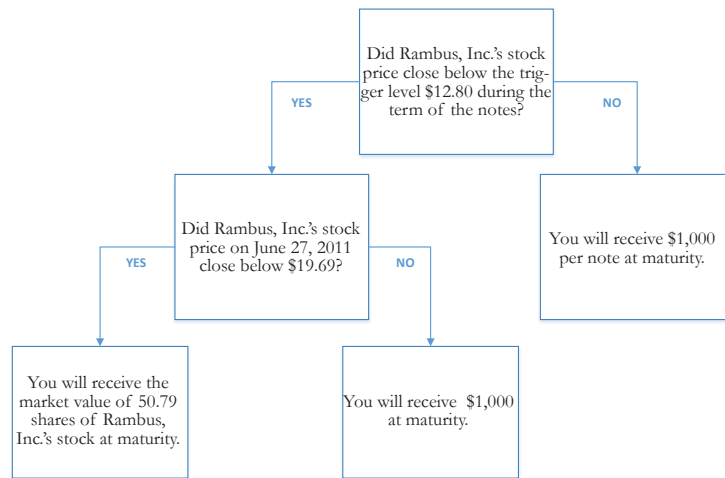 Did Rambus, Inc.'s stock
price close below the trig-
ger level $12.80 during the
term of the notes?
YES
NO
Did Rambus, Inc.'s stock
price on June 27, 2011
close below $19.69?
You will receive $1,000
per note at maturity.
YES
NO
You will receive the
market value of 50.79
shares of Rambus,
Inc.'s stock at maturity.
You will receive $1,000
at maturity.